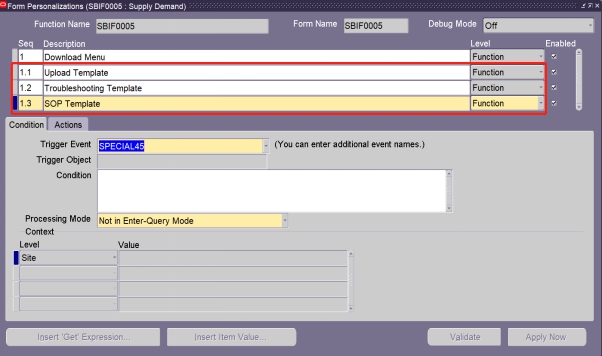 Form Personalizations (SBIF0005 : Supply Demand)
Function Name SBIF0005 Form Name SBIF0005 Debug Mode Off
Seq Description Level Enabled
1 Download Menu Function
1.1 Upload Template Function
1.2 Troubleshooting Template Function
1.3 SOP Template Function
Condition Actions
Trigger Event SPECIAL45 (You can enter additional event names.)
Trigger Object
Condition
Processing Mode Not in Enter-Query Mode
Context
Level Value
Site
Insert 'Get' Expression... Insert Item Value... Validate Apply Now